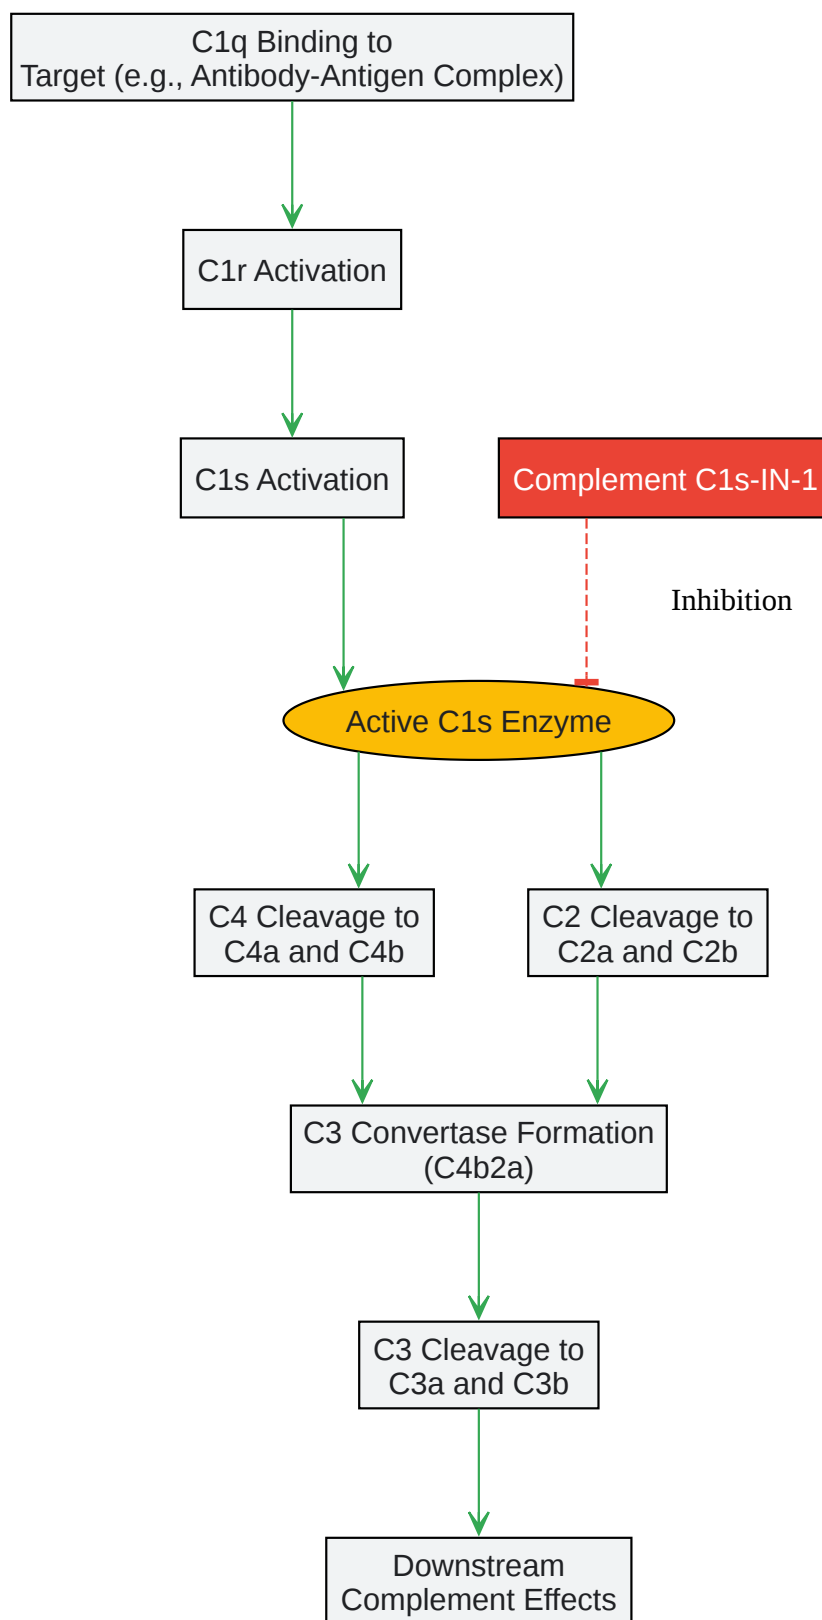 C1q Binding to
Target (e.g., Antibody-Antigen Complex)
C1r Activation
C1s Activation
Complement C1s-IN-1
Inhibition
Active C1s Enzyme
C4 Cleavage to
C4a and C4b
C2 Cleavage to
C2a and C2b
C3 Convertase Formation
(C4b2a)
C3 Cleavage to
C3a and C3b
Downstream
Complement Effects